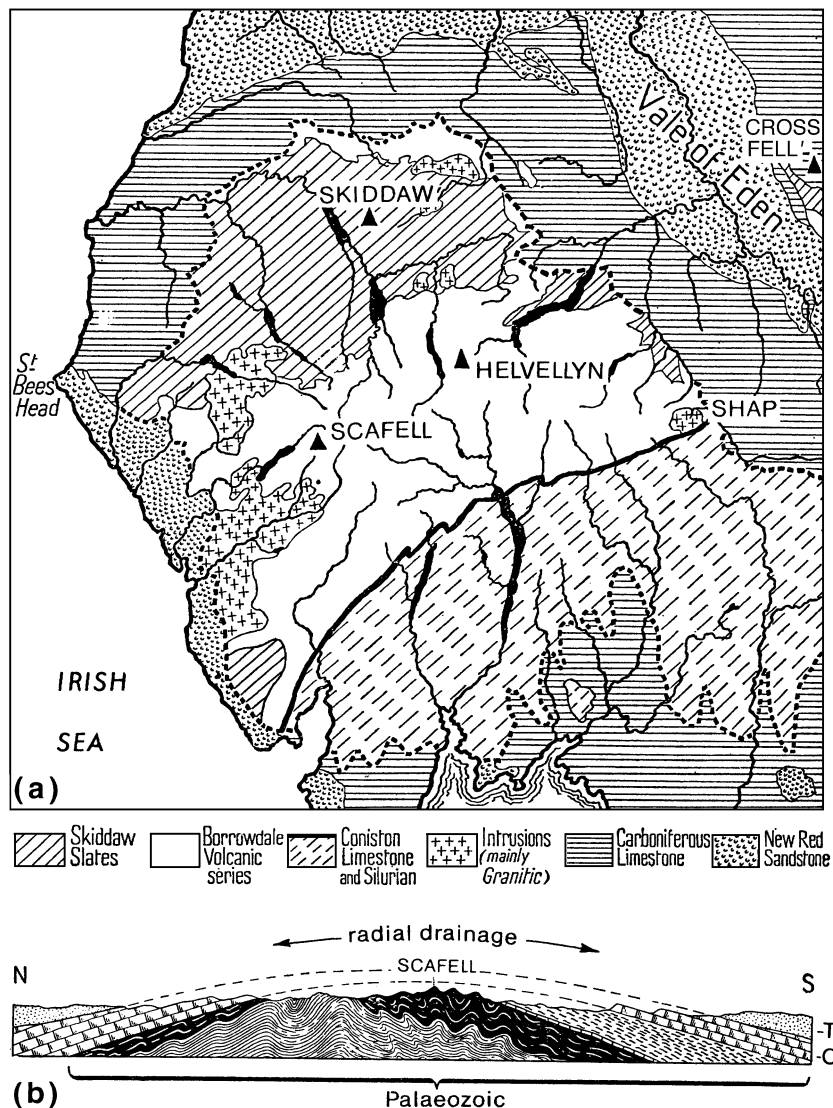 CROSS
FELL
Vale of Eden
SKIDDAW
HELVELLYN
St
Bees
Head
SHAP
SCAFELL
IRISH
SEA
(a)
Skiddaw
Slates
Borrowdale
Volcanic
series
Coniston
Limestone
and Silurian
Intrusions
(mainly
Granitic)
Carboniferous
Limestone
New Red
Sandstone
radial drainage
N
SCAFELL
S
-T
-C
(b)
Palaeozoic